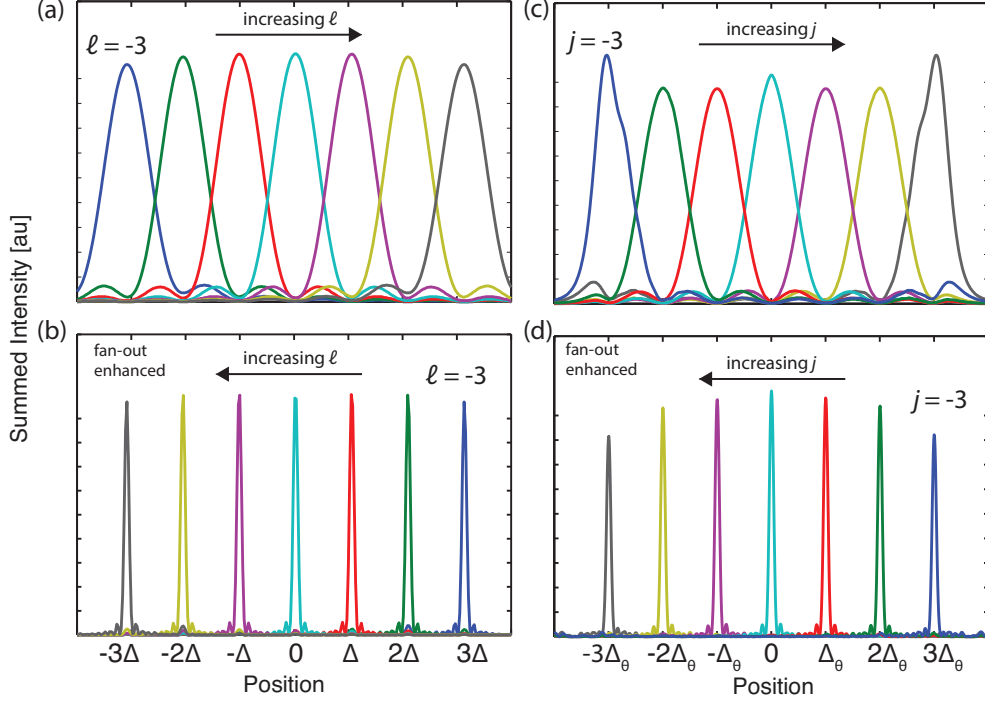 (a)
increasing ℓ
ℓ = -3
(c)
increasing j
j = -3
Summed Intensity [au]
(b)
fan-out
enhanced
increasing ℓ
ℓ = -3
-3Δ -2Δ -Δ 0 Δ 2Δ 3Δ
Position
(d)
fan-out
enhanced
increasing j
j = -3
-3Δθ -2Δθ -Δθ 0 Δθ 2Δθ 3Δθ
Position